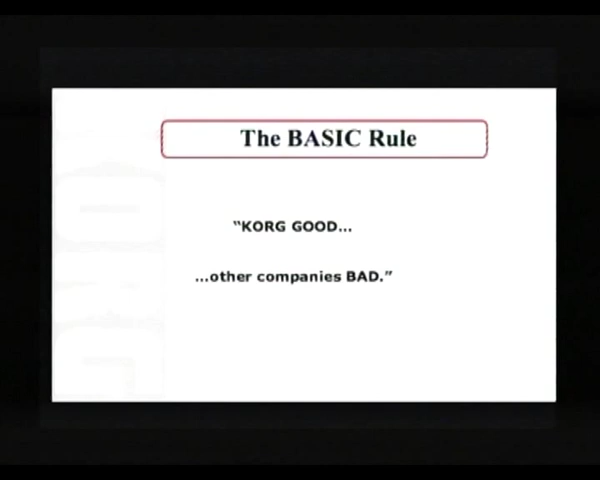 The BASIC Rule
“KORG GOOD...
...other companies BAD.”